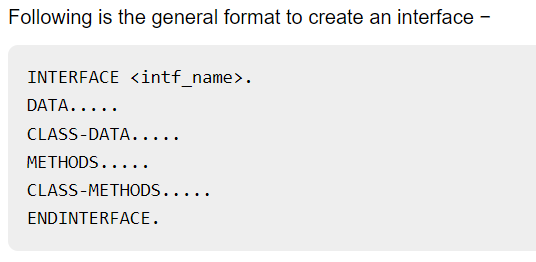 Following is the general format to create an interface −
INTERFACE <intf_name>.
DATA.....
CLASS-DATA.....
METHODS.....
CLASS-METHODS.....
ENDINTERFACE.